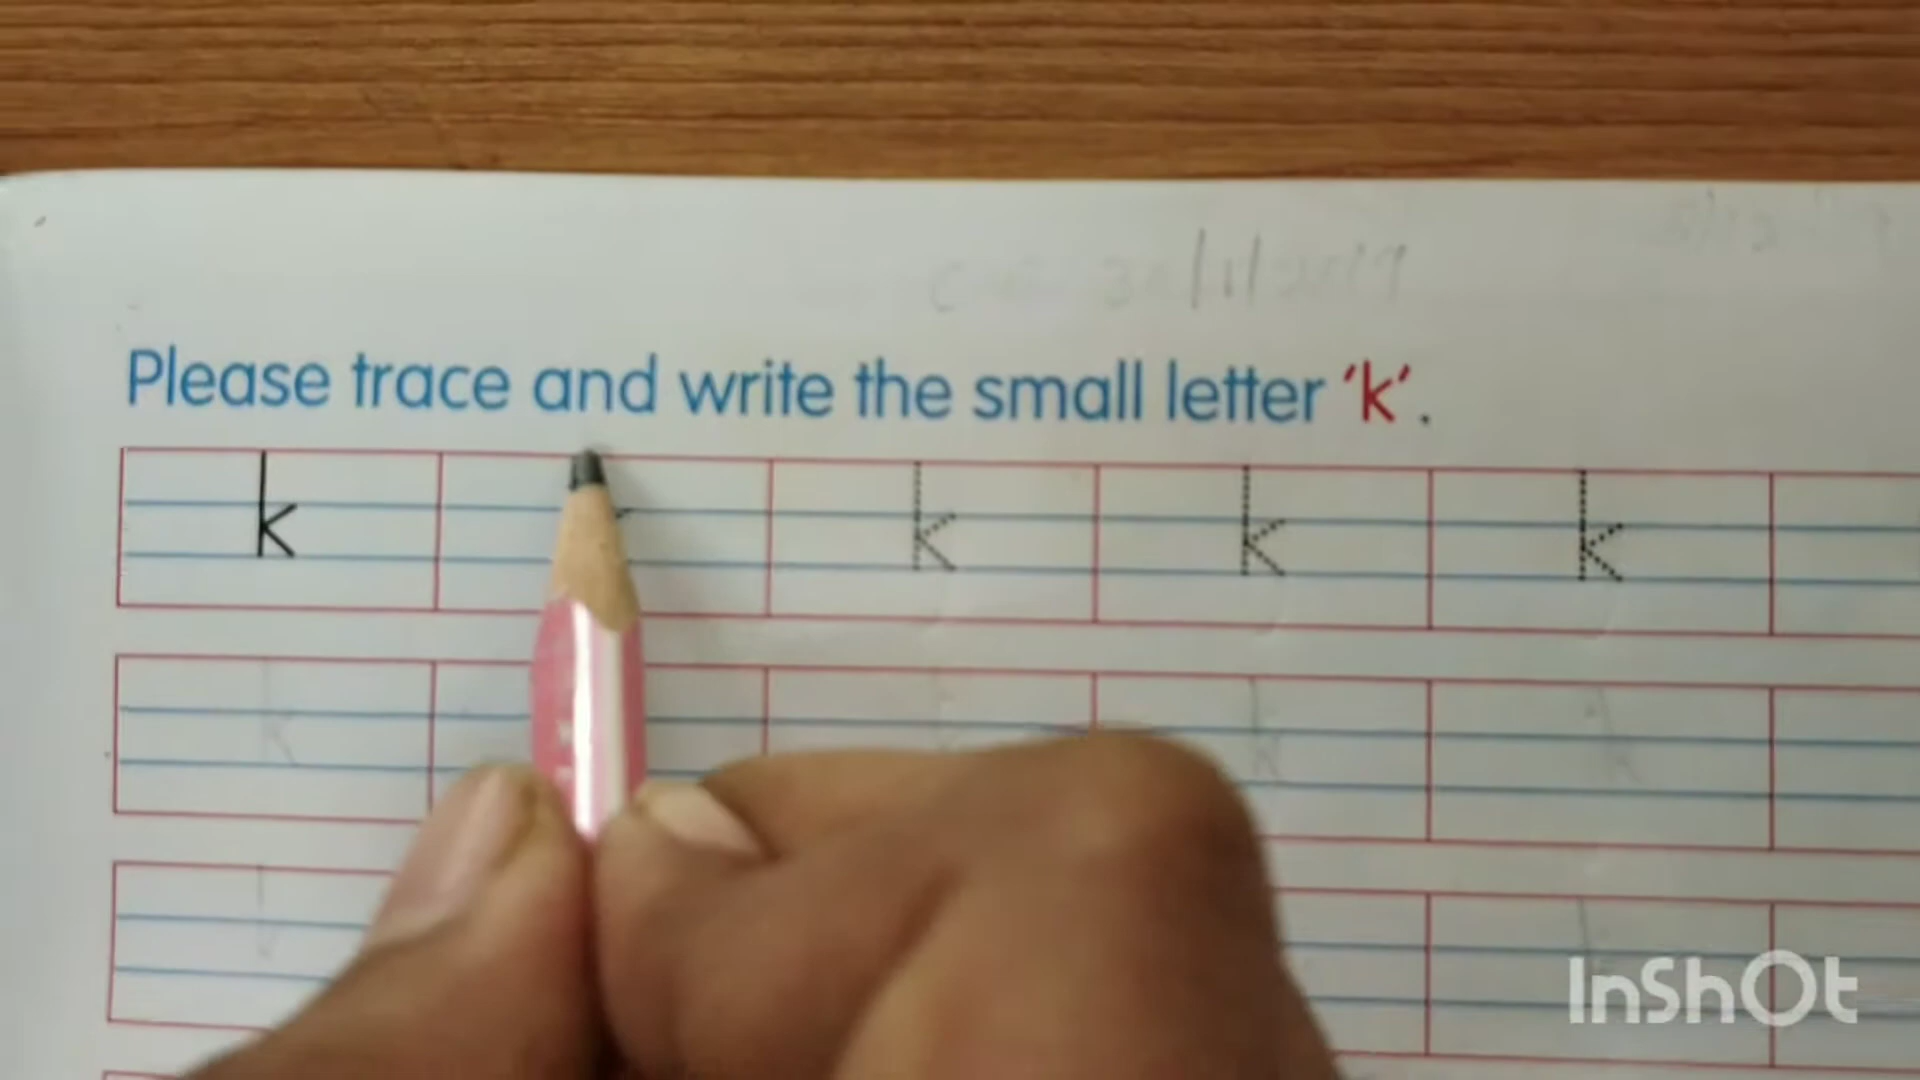 Please trace and write the small letter 'k'.
k k k k
InShOt